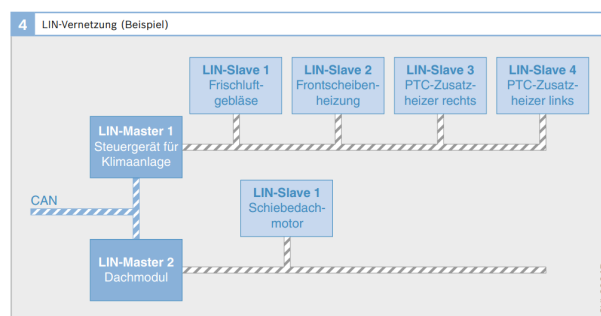 4 LIN-Vernetzung (Beispiel)
LIN-Slave 1
Frischluft-
gebläse
LIN-Slave 2
Frontscheiben-
heizung
LIN-Slave 3
PTC-Zusatz-
heizer rechts
LIN-Slave 4
PTC-Zusatz-
heizer links
LIN-Master 1
Steuergerät für
Klimaanlage
CAN
LIN-Slave 1
Schiebedach-
motor
LIN-Master 2
Dachmodul